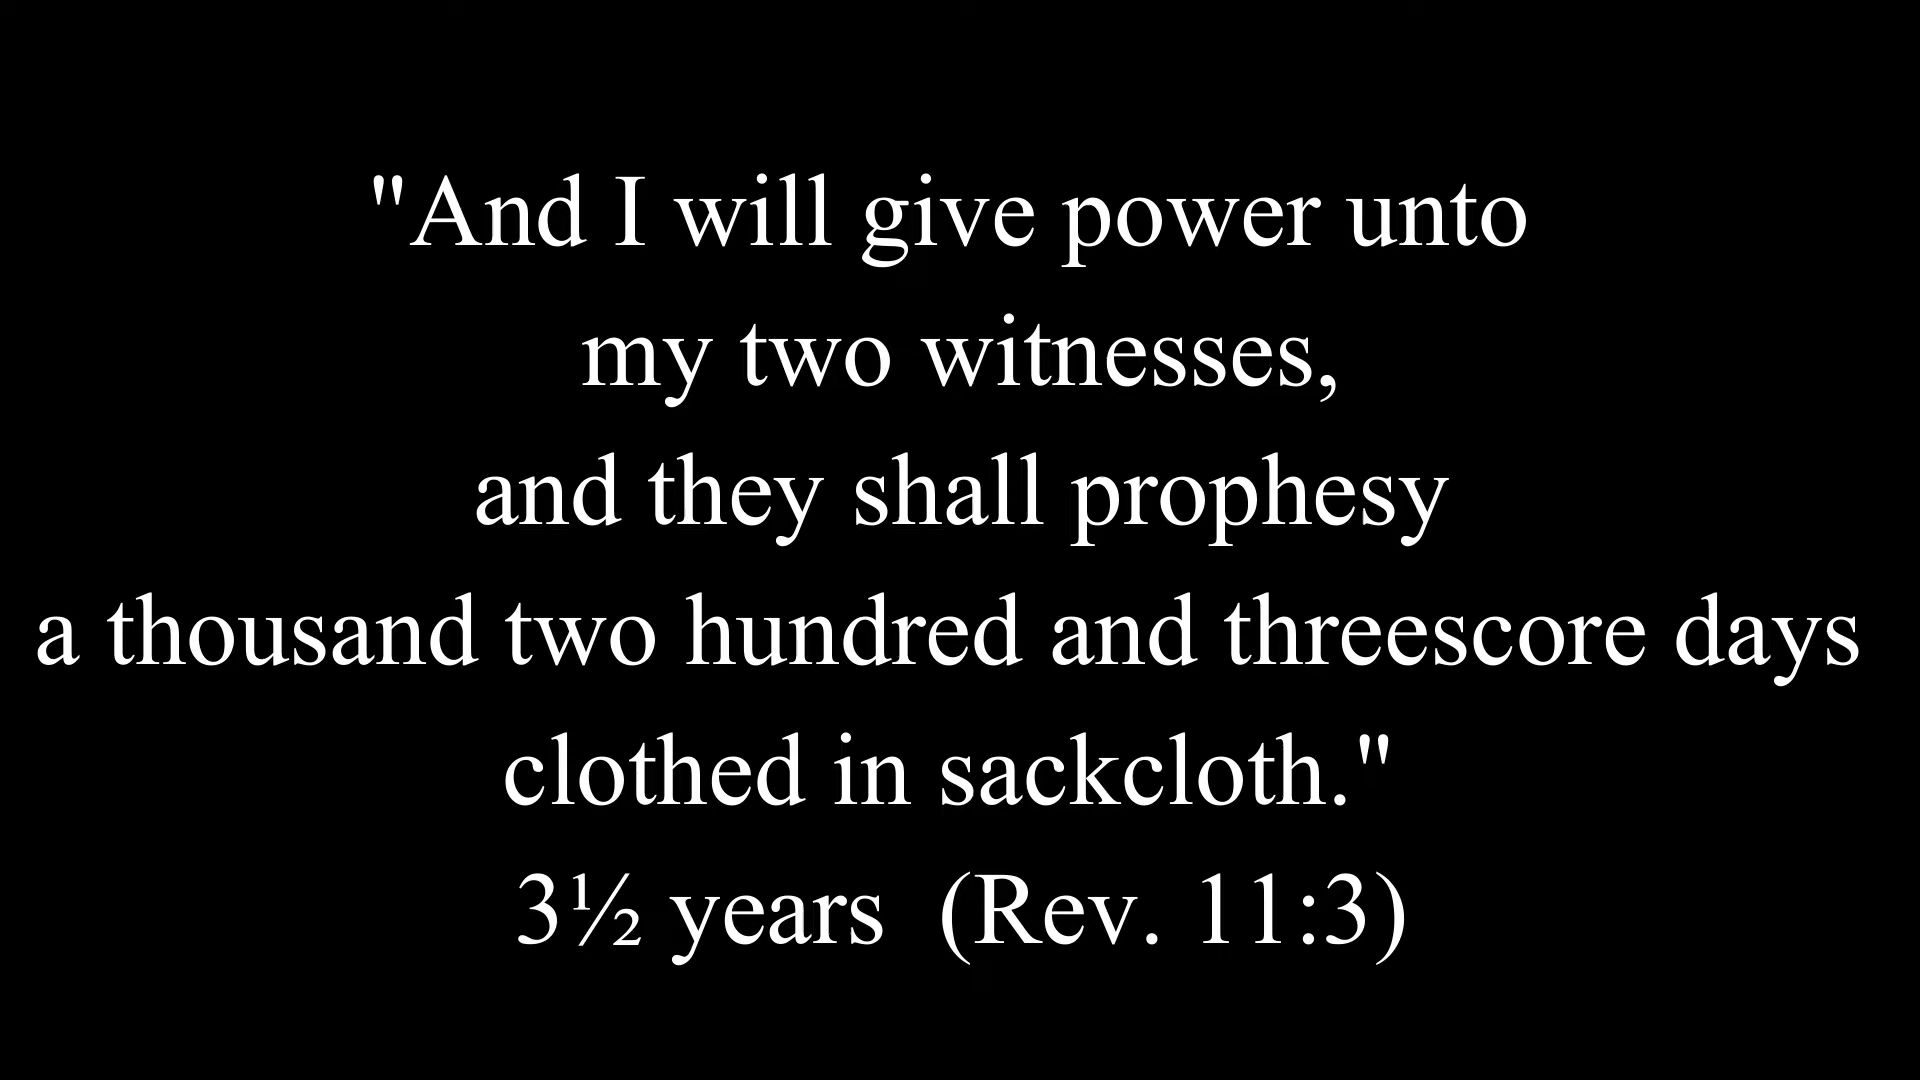 "And I will give power unto
my two witnesses,
and they shall prophesy
a thousand two hundred and threescore days
clothed in sackcloth."
3½ years  (Rev. 11:3)